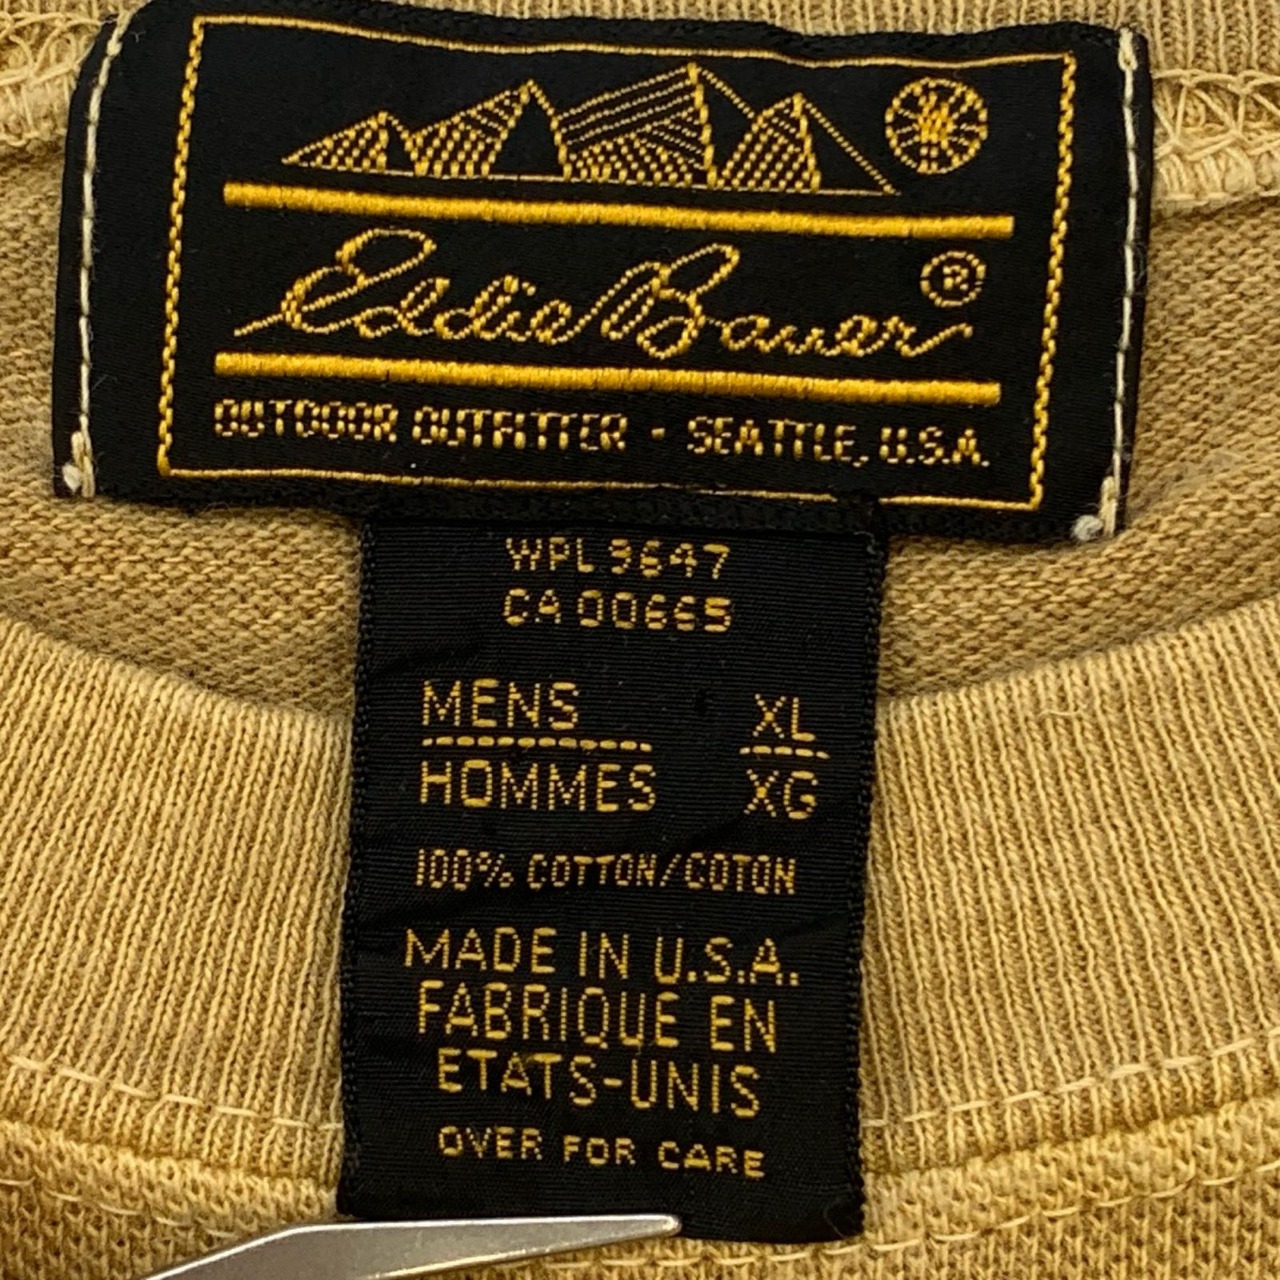 Eddie Bauer®
OUTDOOR OUTFITTER - SEATTLE, U.S.A.
WPL 9647
CA 00665
MENS XL
HOMMES XG
100% COTTON/COTON
MADE IN U.S.A.
FABRIQUE EN
ETATS-UNIS
OVER FOR CARE